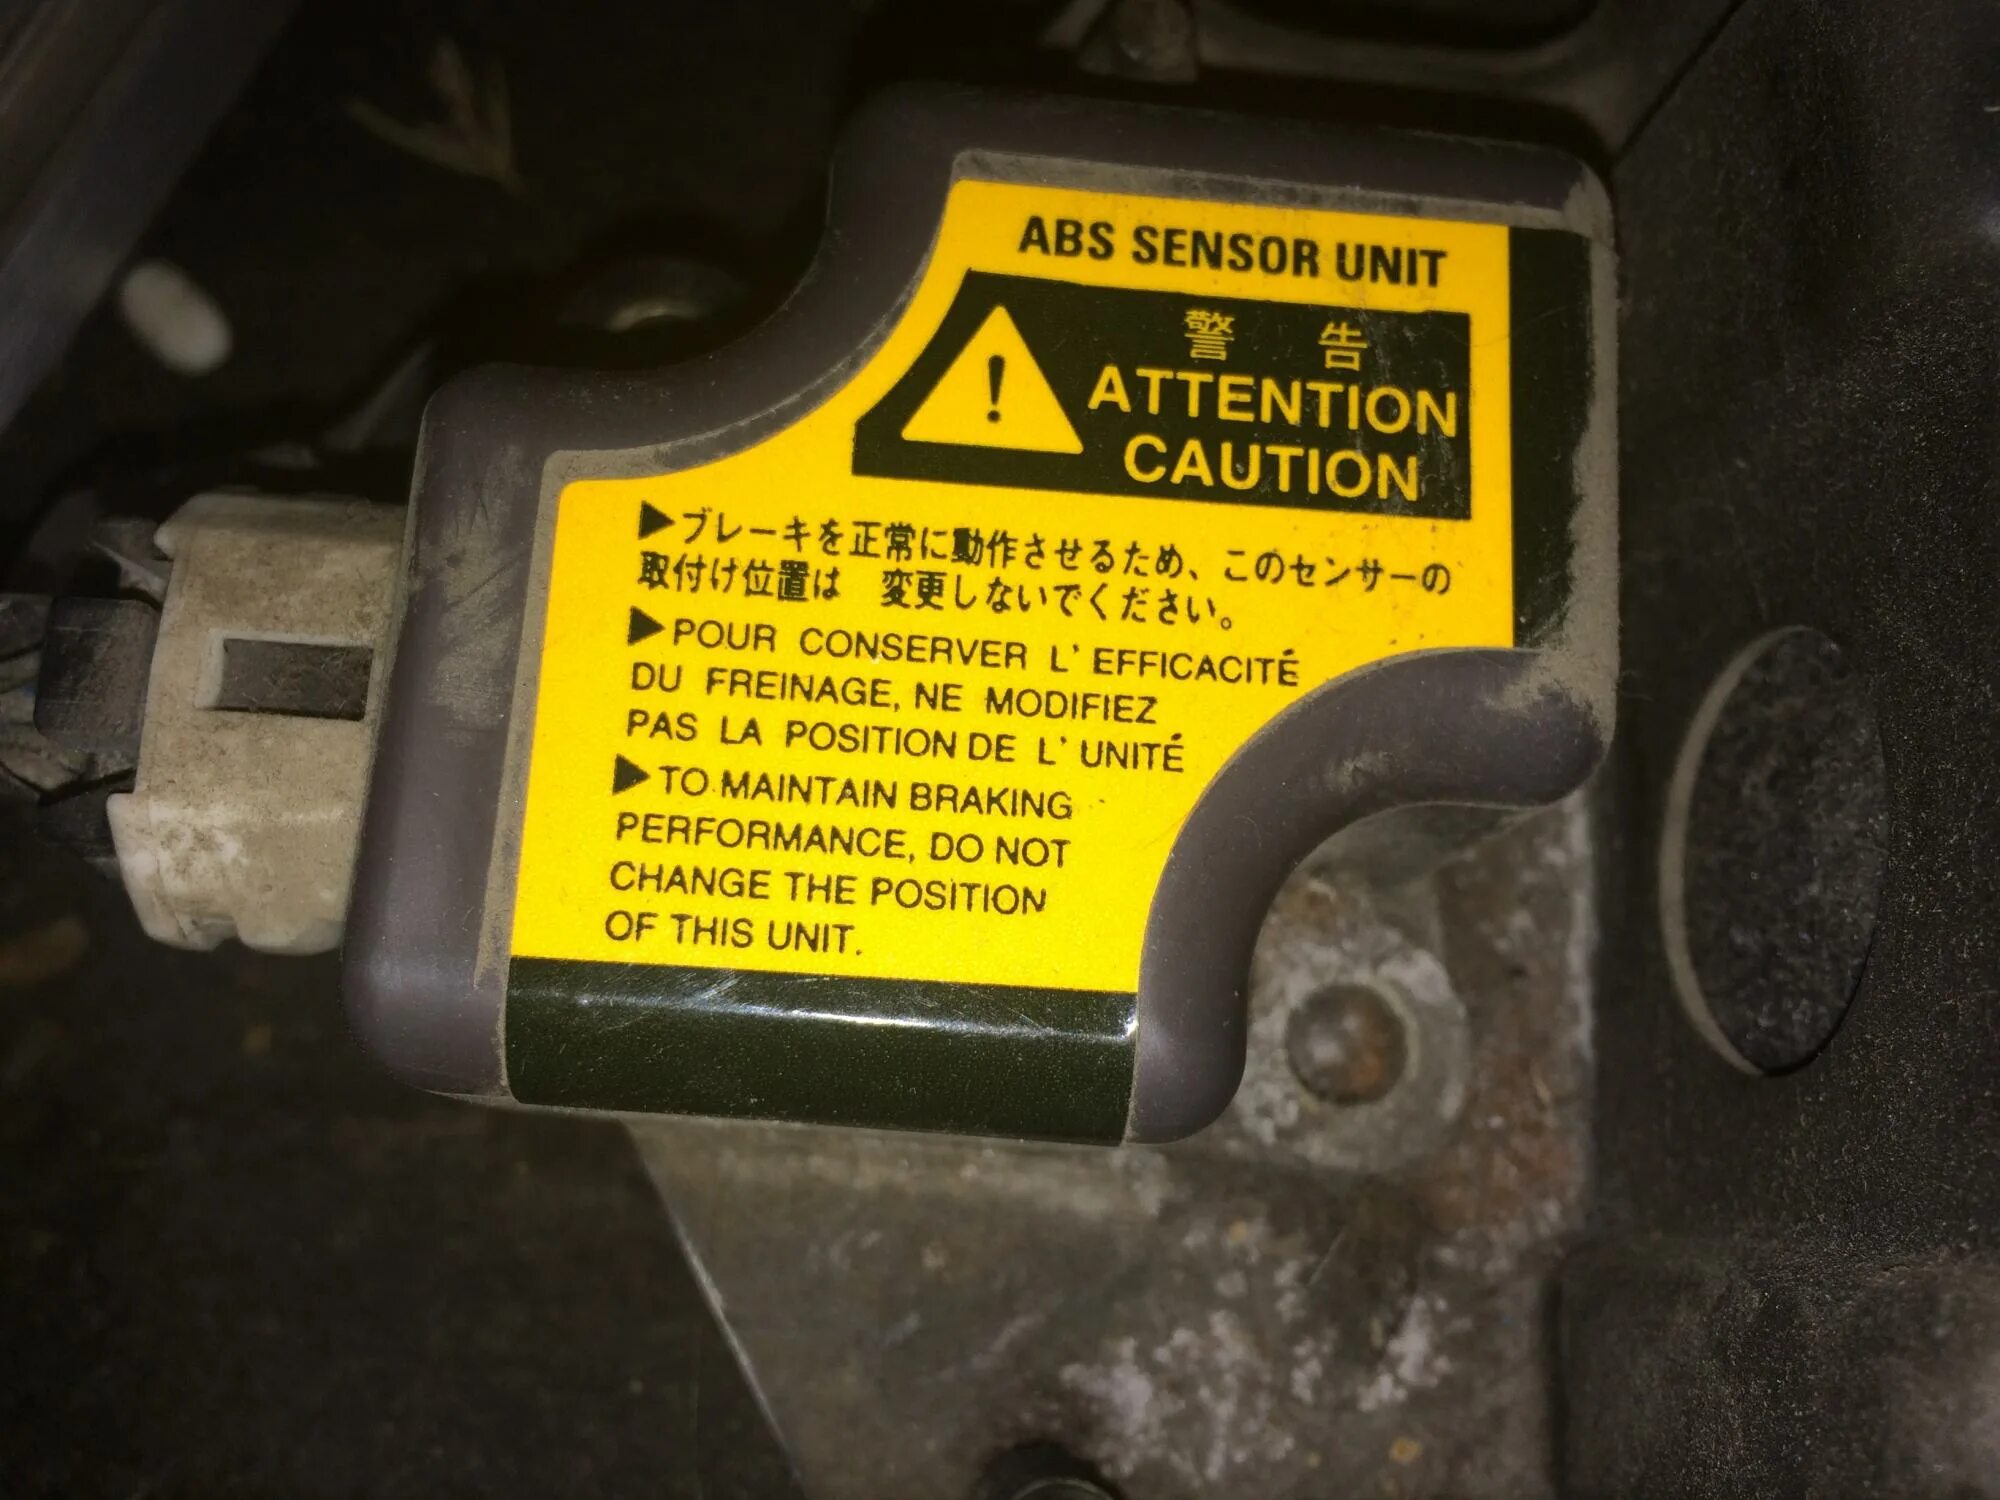 ABS SENSOR UNIT
警 告
ATTENTION
CAUTION
▶ブレーキを正常に動作させるため、このセンサーの
取付け位置は 変更しないでください。
▶POUR CONSERVER L' EFFICACITÉ
DU FREINAGE, NE MODIFIEZ
PAS LA POSITION DE L' UNITÉ
▶TO MAINTAIN BRAKING
PERFORMANCE, DO NOT
CHANGE THE POSITION
OF THIS UNIT.